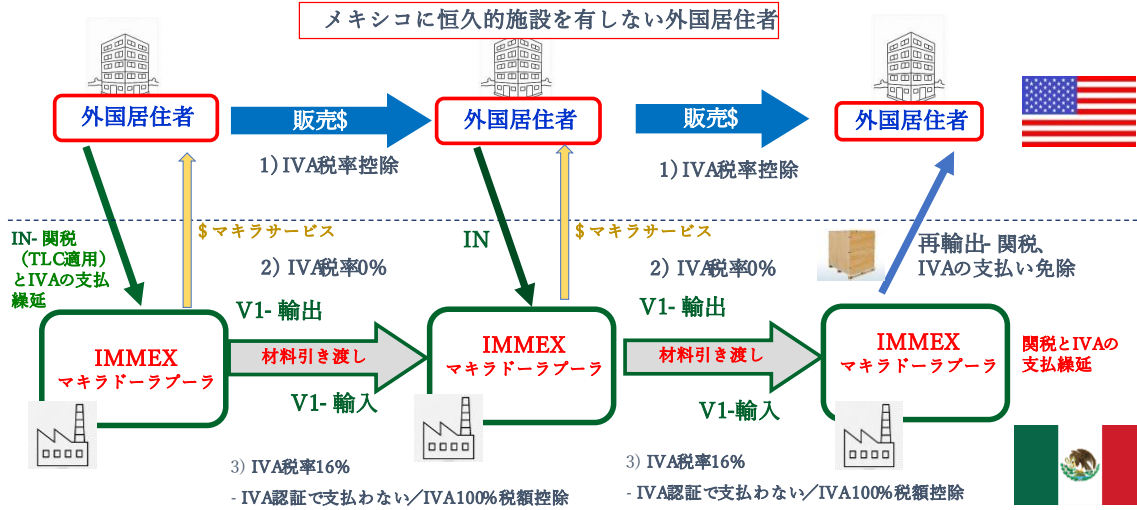 メキシコに恒久的施設を有しない外国居住者
外国居住者
販売$
外国居住者
販売$
外国居住者
1) IVA税率控除
1) IVA税率控除
IN- 関税
（TLC適用）
とIVAの支払
繰延
$ マキラサービス
2) IVA税率0%
IN
$ マキラサービス
2) IVA税率0%
再輸出- 関税、
IVAの支払い免除
V1- 輸出
V1- 輸出
IMMEX
マキラドーラプーラ
材料引き渡し
IMMEX
マキラドーラプーラ
材料引き渡し
IMMEX
マキラドーラプーラ
関税とIVAの
支払繰延
V1- 輸入
V1-輸入
3) IVA税率16%
- IVA認証で支払わない／IVA100%税額控除
3) IVA税率16%
- IVA認証で支払わない／IVA100%税額控除